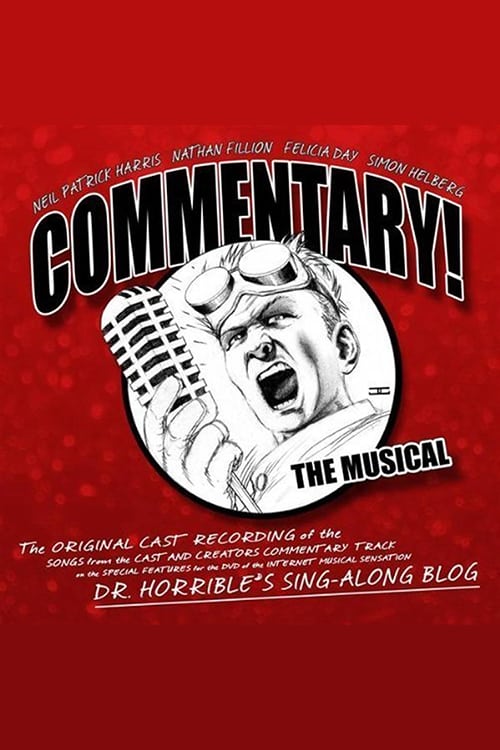 NEIL PATRICK HARRIS NATHAN FILLION FELICIA DAY SIMON HELBERG
COMMENTARY!
THE MUSICAL
The ORIGINAL CAST RECORDING of the
SONGS from the CAST AND CREATORS COMMENTARY TRACK
on the SPECIAL FEATURES for the DVD of the INTERNET MUSICAL SENSATION
DR. HORRIBLE'S SING-ALONG BLOG